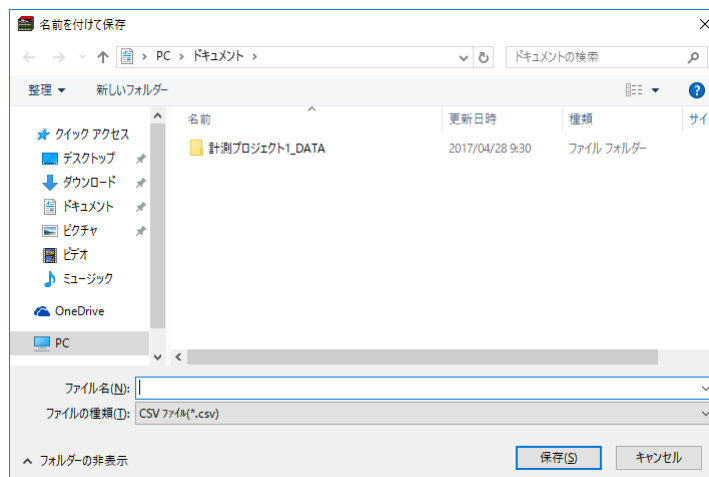 名前を付けて保存
PC › ドキュメント ›
ドキュメントの検索
整理 新しいフォルダー
名前 更新日時 種類 サイ
クイック アクセス
デスクトップ
計測プロジェクト1_DATA 2017/04/28 9:30 ファイル フォルダー
ダウンロード
ドキュメント
ピクチャ
ビデオ
ミュージック
OneDrive
PC
ファイル名(N):
ファイルの種類(T): CSV ファイル(*.csv)
フォルダーの非表示
保存(S) キャンセル